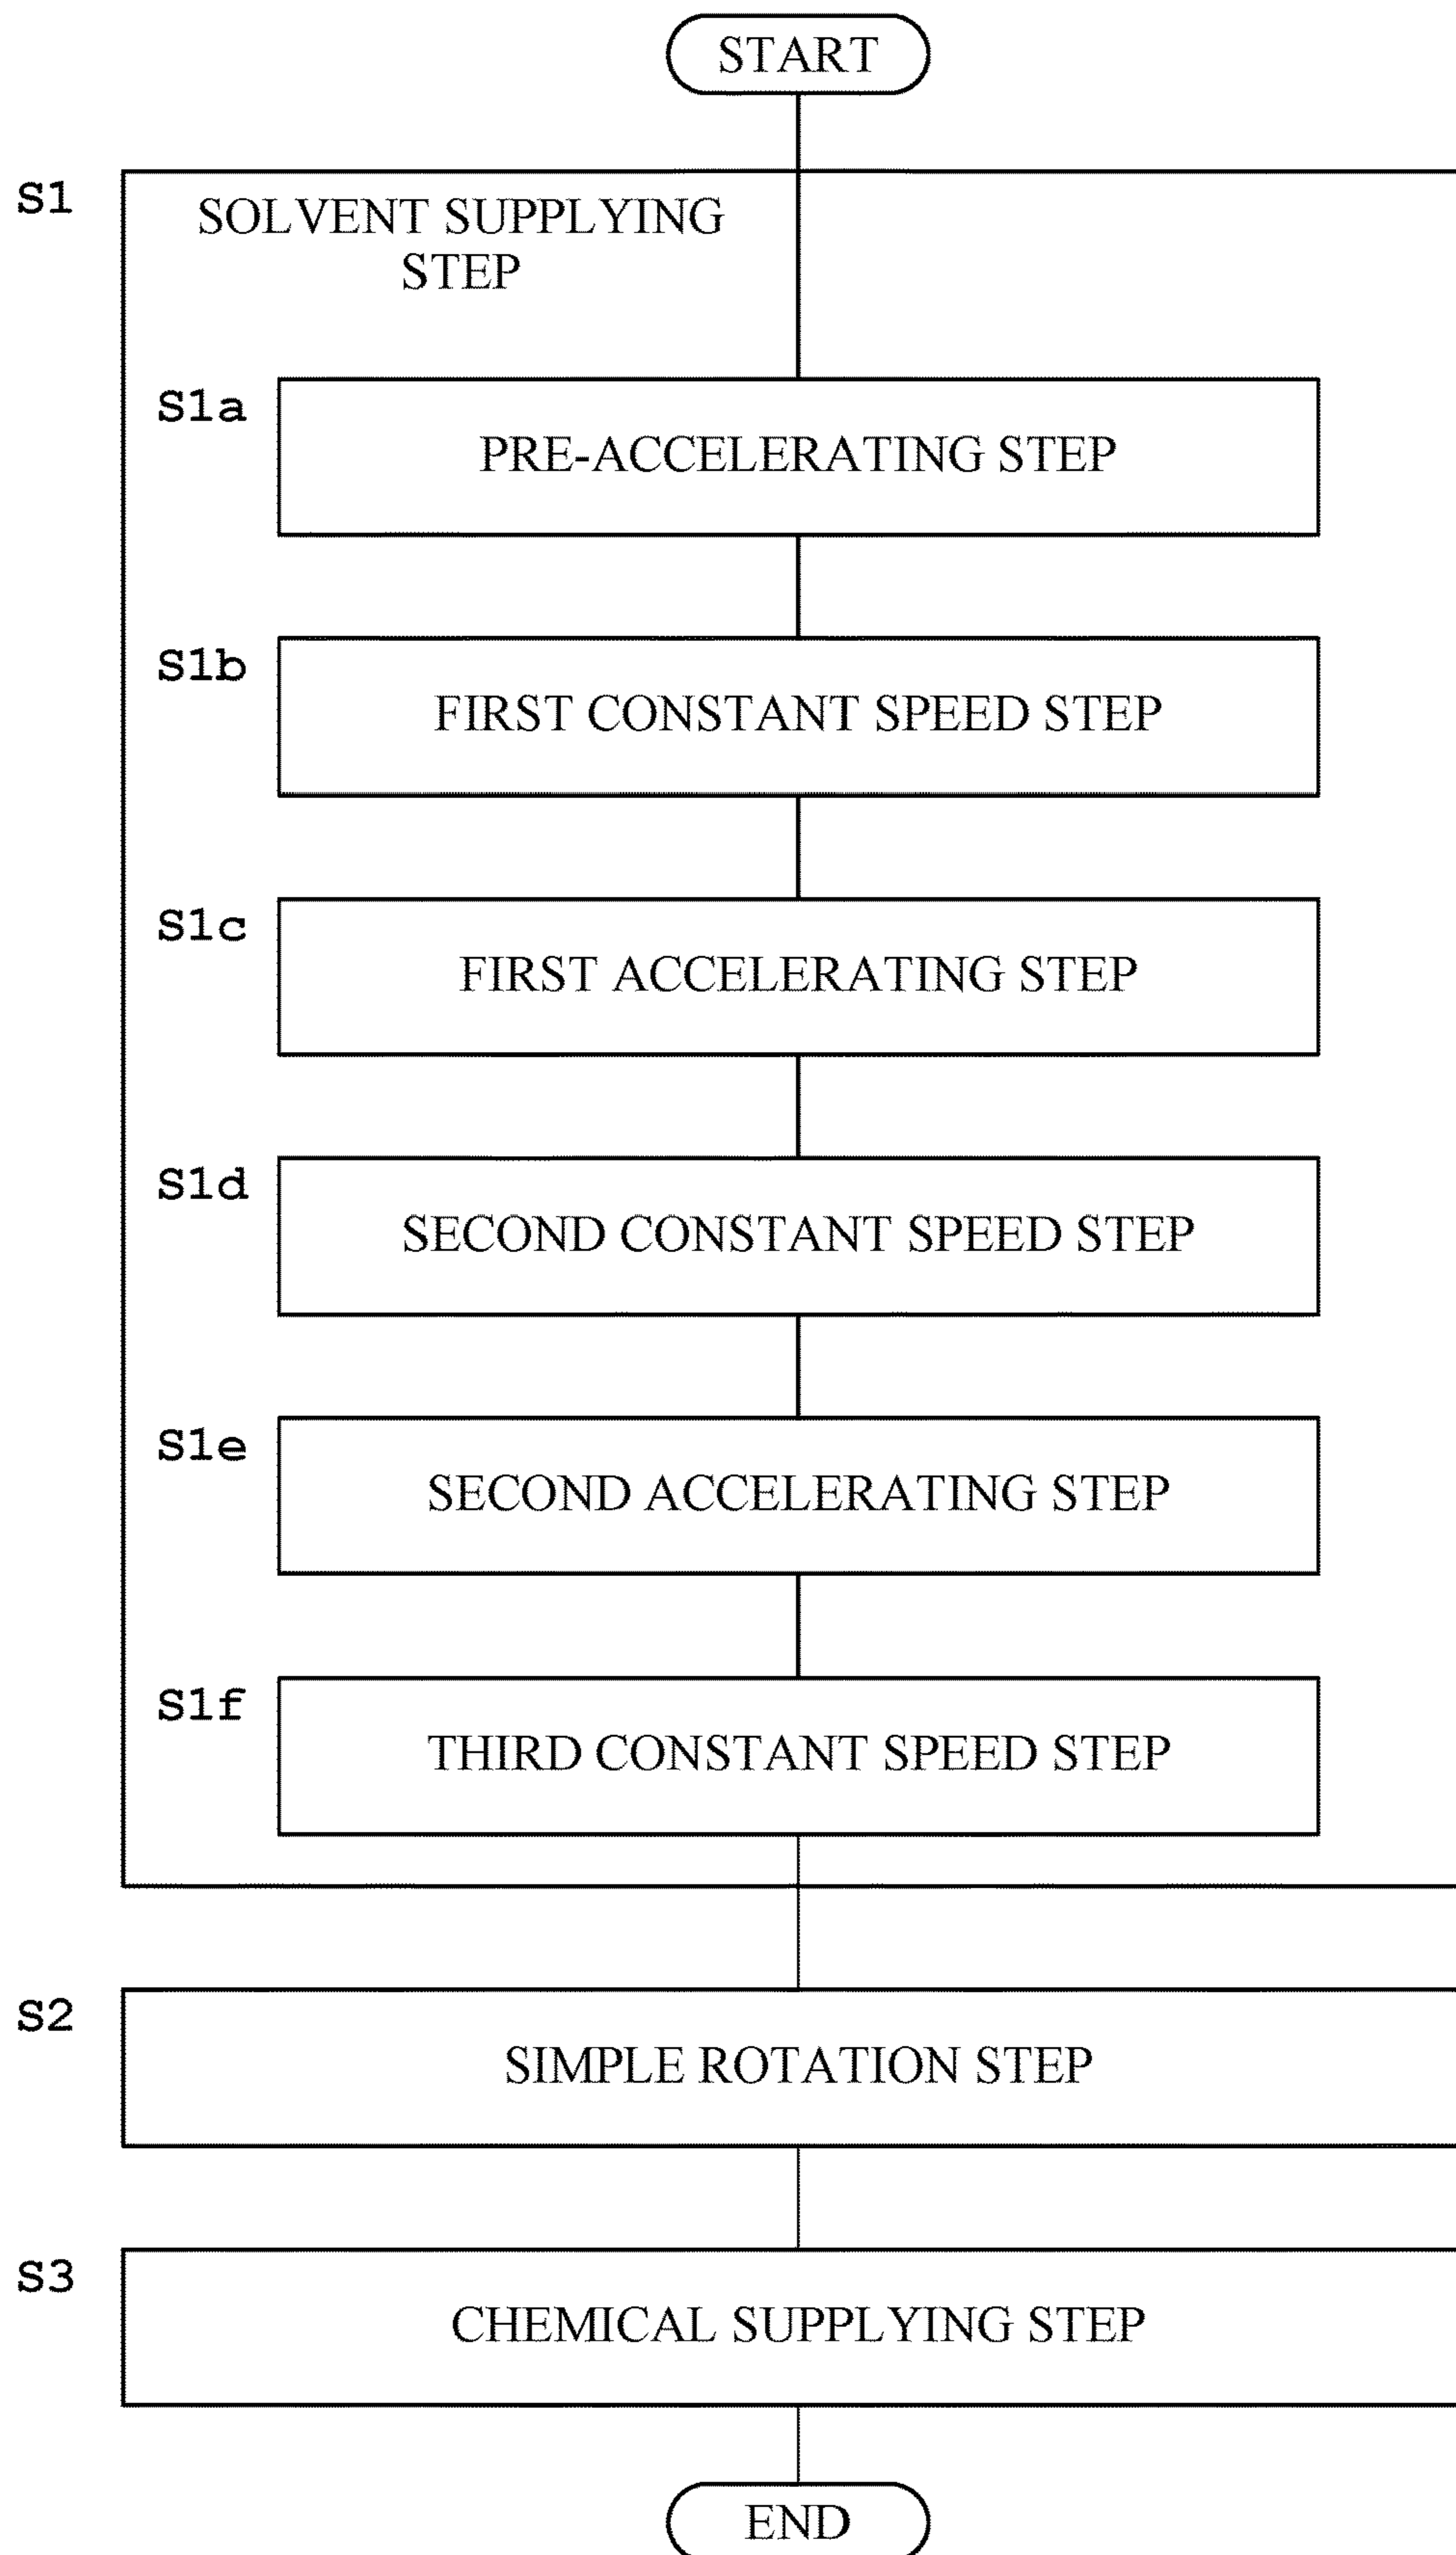 START
S1
SOLVENT SUPPLYING
STEP
S1a
PRE-ACCELERATING STEP
S1b
FIRST CONSTANT SPEED STEP
S1c
FIRST ACCELERATING STEP
S1d
SECOND CONSTANT SPEED STEP
S1e
SECOND ACCELERATING STEP
S1f
THIRD CONSTANT SPEED STEP
S2
SIMPLE ROTATION STEP
S3
CHEMICAL SUPPLYING STEP
END